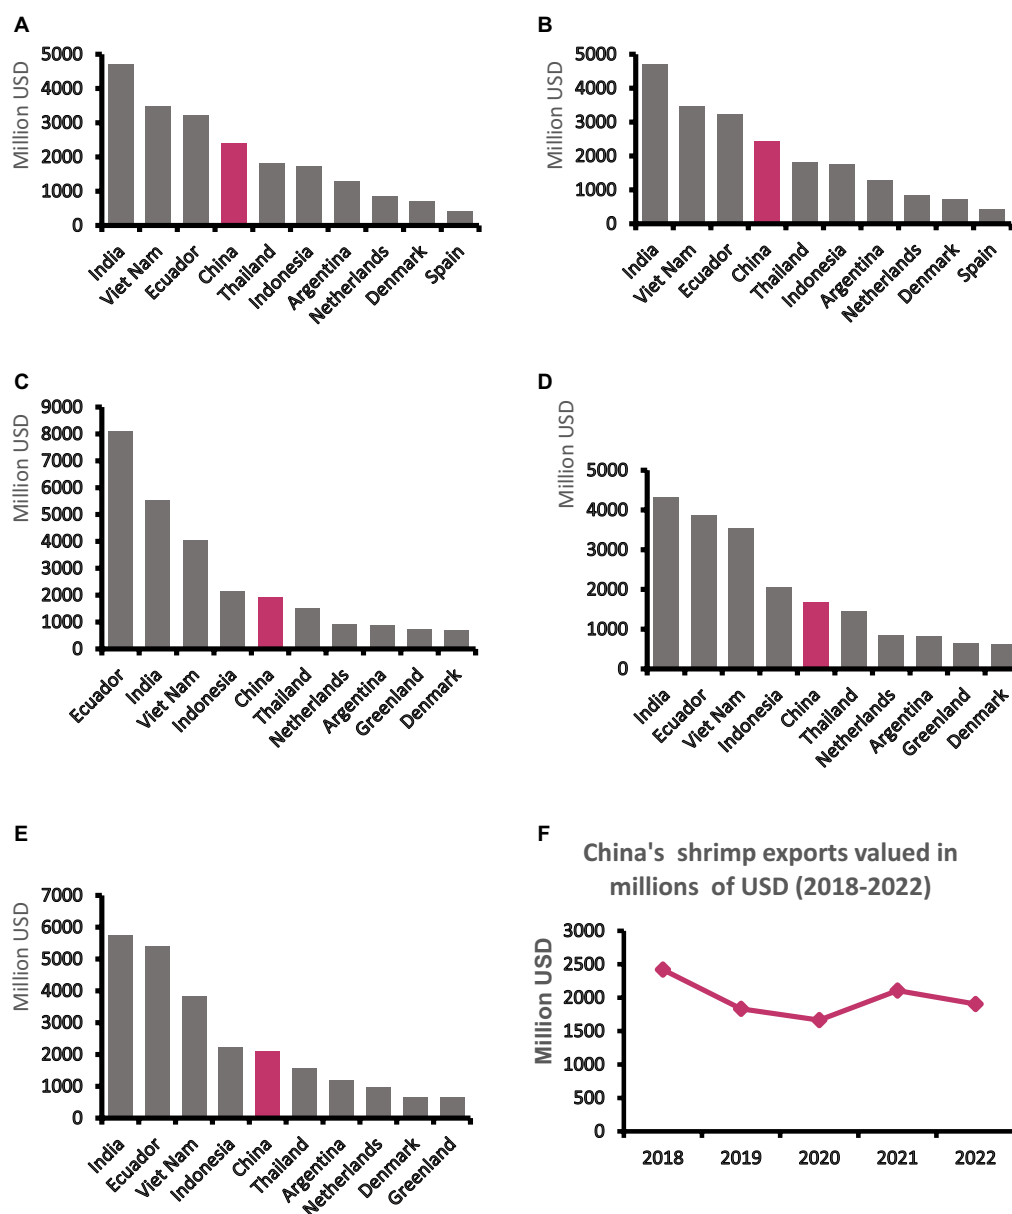 A
Million USD
5000
4000
3000
2000
1000
0
India
Viet Nam
Ecuador
China
Thailand
Indonesia
Argentina
Netherlands
Denmark
Spain
B
Million USD
5000
4000
3000
2000
1000
0
India
Viet Nam
Ecuador
China
Thailand
Indonesia
Argentina
Netherlands
Denmark
Spain
C
Million USD
9000
8000
7000
6000
5000
4000
3000
2000
1000
0
Ecuador
India
Viet Nam
Indonesia
China
Thailand
Netherlands
Argentina
Greenland
Denmark
D
Million USD
5000
4000
3000
2000
1000
0
India
Ecuador
Viet Nam
Indonesia
China
Thailand
Netherlands
Argentina
Greenland
Denmark
E
Million USD
7000
6000
5000
4000
3000
2000
1000
0
India
Ecuador
Viet Nam
Indonesia
China
Thailand
Argentina
Netherlands
Denmark
Greenland
F
China's shrimp exports valued in
millions of USD (2018-2022)
Million USD
3000
2500
2000
1500
1000
500
0
2018 2019 2020 2021 2022